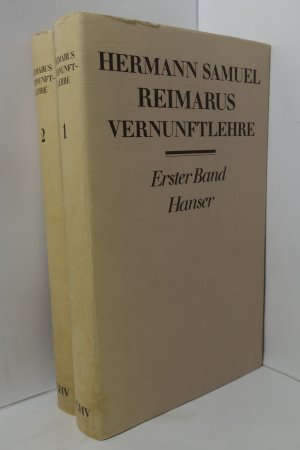 HERMANN SAMUEL
REIMARUS
VERNUNFTLEHRE
Erster Band
Hanser
REIMARUS
VERNUNFT-
LEHRE
1
2